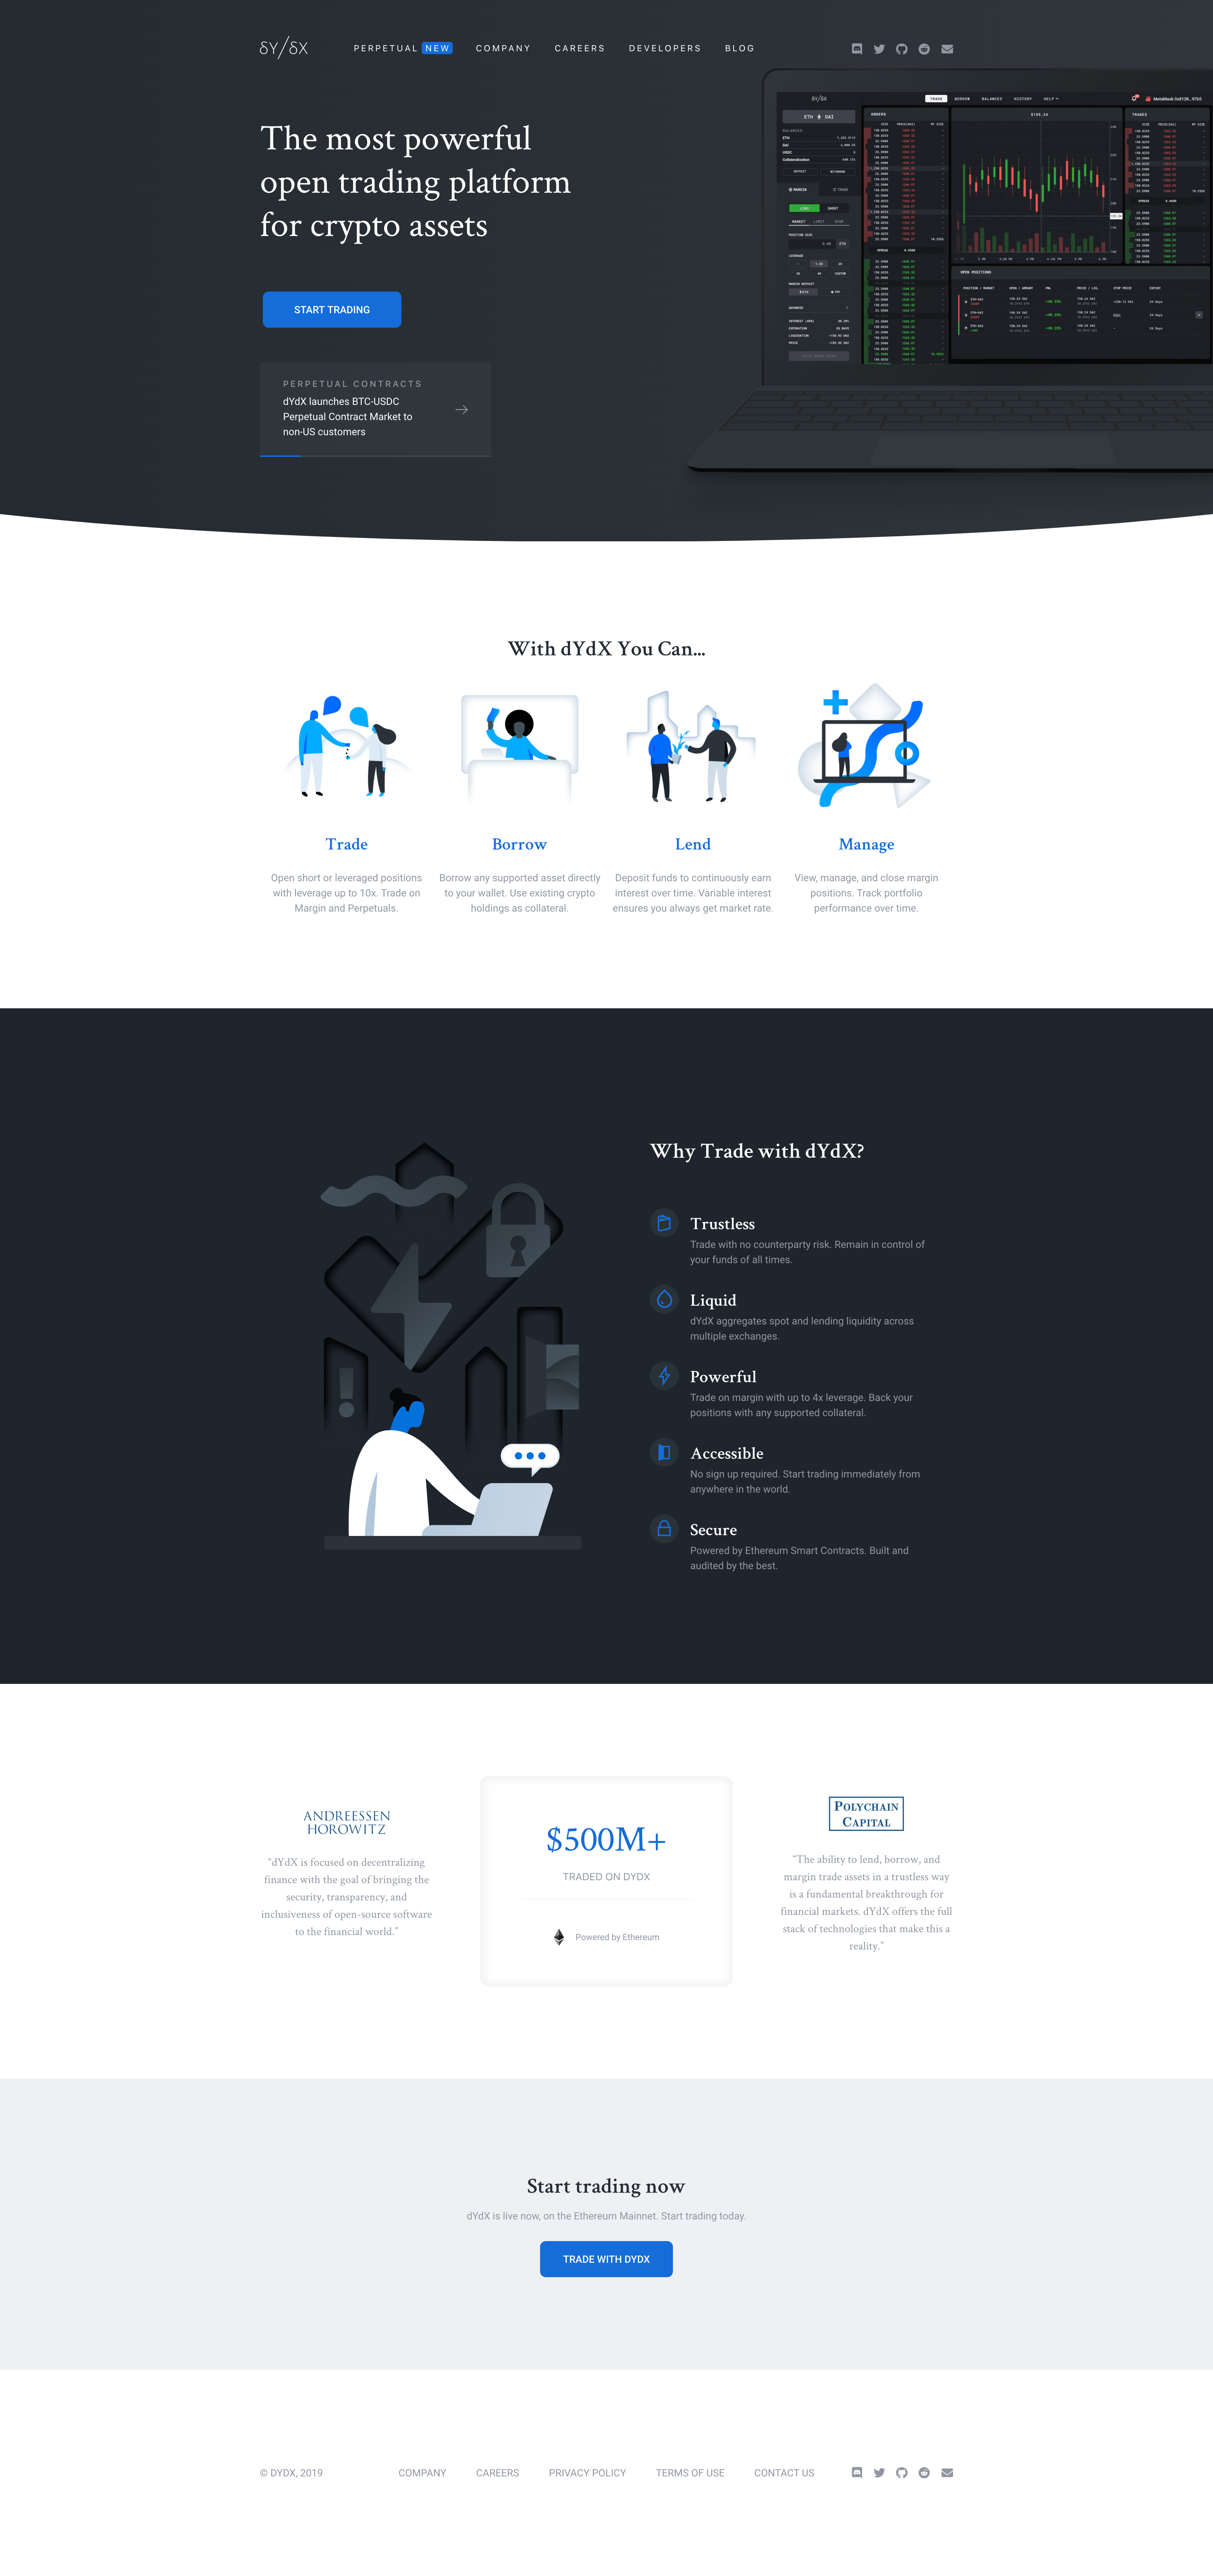 PERPETUAL NEW COMPANY CAREERS DEVELOPERS BLOG
The most powerful
open trading platform
for crypto assets
START TRADING
PERPETUAL CONTRACTS
dYdX launches BTC-USDC
Perpetual Contract Market to
non-US customers
TRADE BORROW BALANCES HISTORY HELP
ETH DAI
BALANCES
ORDERS
TRADES
OPEN POSITIONS
With dYdX You Can...
Trade
Open short or leveraged positions
with leverage up to 10x. Trade on
Margin and Perpetuals.
Borrow
Borrow any supported asset directly
to your wallet. Use existing crypto
holdings as collateral.
Lend
Deposit funds to continuously earn
interest over time. Variable interest
ensures you always get market rate.
Manage
View, manage, and close margin
positions. Track portfolio
performance over time.
Why Trade with dYdX?
Trustless
Trade with no counterparty risk. Remain in control of
your funds of all times.
Liquid
dYdX aggregates spot and lending liquidity across
multiple exchanges.
Powerful
Trade on margin with up to 4x leverage. Back your
positions with any supported collateral.
Accessible
No sign up required. Start trading immediately from
anywhere in the world.
Secure
Powered by Ethereum Smart Contracts. Built and
audited by the best.
ANDREESSEN
HOROWITZ
"dYdX is focused on decentralizing
finance with the goal of bringing the
security, transparency, and
inclusiveness of open-source software
to the financial world."
$500M+
TRADED ON DYDX
Powered by Ethereum
POLYCHAIN
CAPITAL
"The ability to lend, borrow, and
margin trade assets in a trustless way
is a fundamental breakthrough for
financial markets. dYdX offers the full
stack of technologies that make this a
reality."
Start trading now
dYdX is live now, on the Ethereum Mainnet. Start trading today.
TRADE WITH DYDX
© DYDX, 2019 COMPANY CAREERS PRIVACY POLICY TERMS OF USE CONTACT US